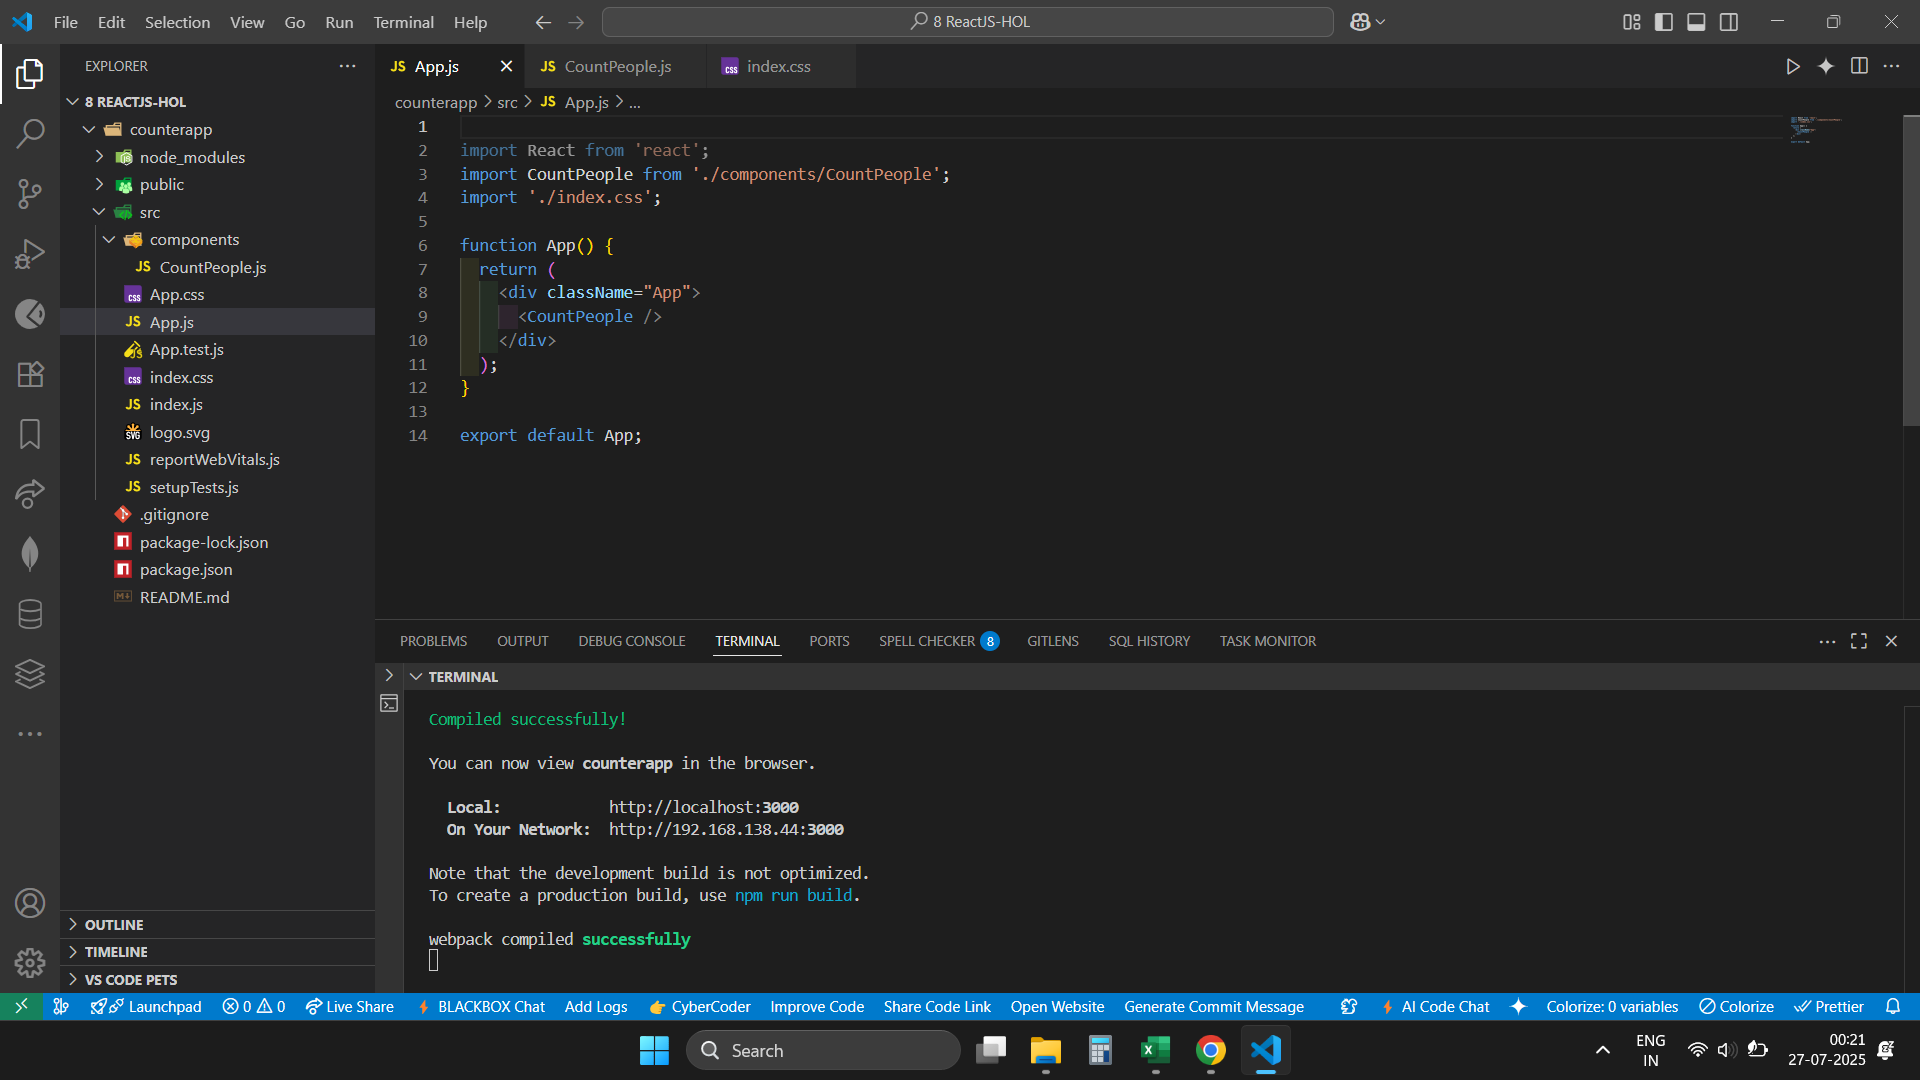 File Edit Selection View Go Run Terminal Help
8 ReactJS-HOL
EXPLORER
8 REACTJS-HOL
counterapp
node_modules
public
src
components
JS CountPeople.js
css App.css
JS App.js
App.test.js
css index.css
JS index.js
SVG logo.svg
JS reportWebVitals.js
JS setupTests.js
.gitignore
package-lock.json
package.json
README.md
OUTLINE
TIMELINE
VS CODE PETS
JS App.js
JS CountPeople.js
css index.css
counterapp > src > JS App.js > ...
1
2 import React from 'react';
3 import CountPeople from './components/CountPeople';
4 import './index.css';
5
6 function App() {
7 return (
8 <div className="App">
9 <CountPeople />
10 </div>
11 );
12 }
13
14 export default App;
PROBLEMS OUTPUT DEBUG CONSOLE TERMINAL PORTS SPELL CHECKER 8 GITLENS SQL HISTORY TASK MONITOR
TERMINAL
Compiled successfully!
You can now view counterapp in the browser.
Local: http://localhost:3000
On Your Network: http://192.168.138.44:3000
Note that the development build is not optimized.
To create a production build, use npm run build.
webpack compiled successfully
Launchpad 0 0 Live Share BLACKBOX Chat Add Logs CyberCoder Improve Code Share Code Link Open Website Generate Commit Message AI Code Chat Colorize: 0 variables Colorize Prettier
Search
ENG
IN
00:21
27-07-2025